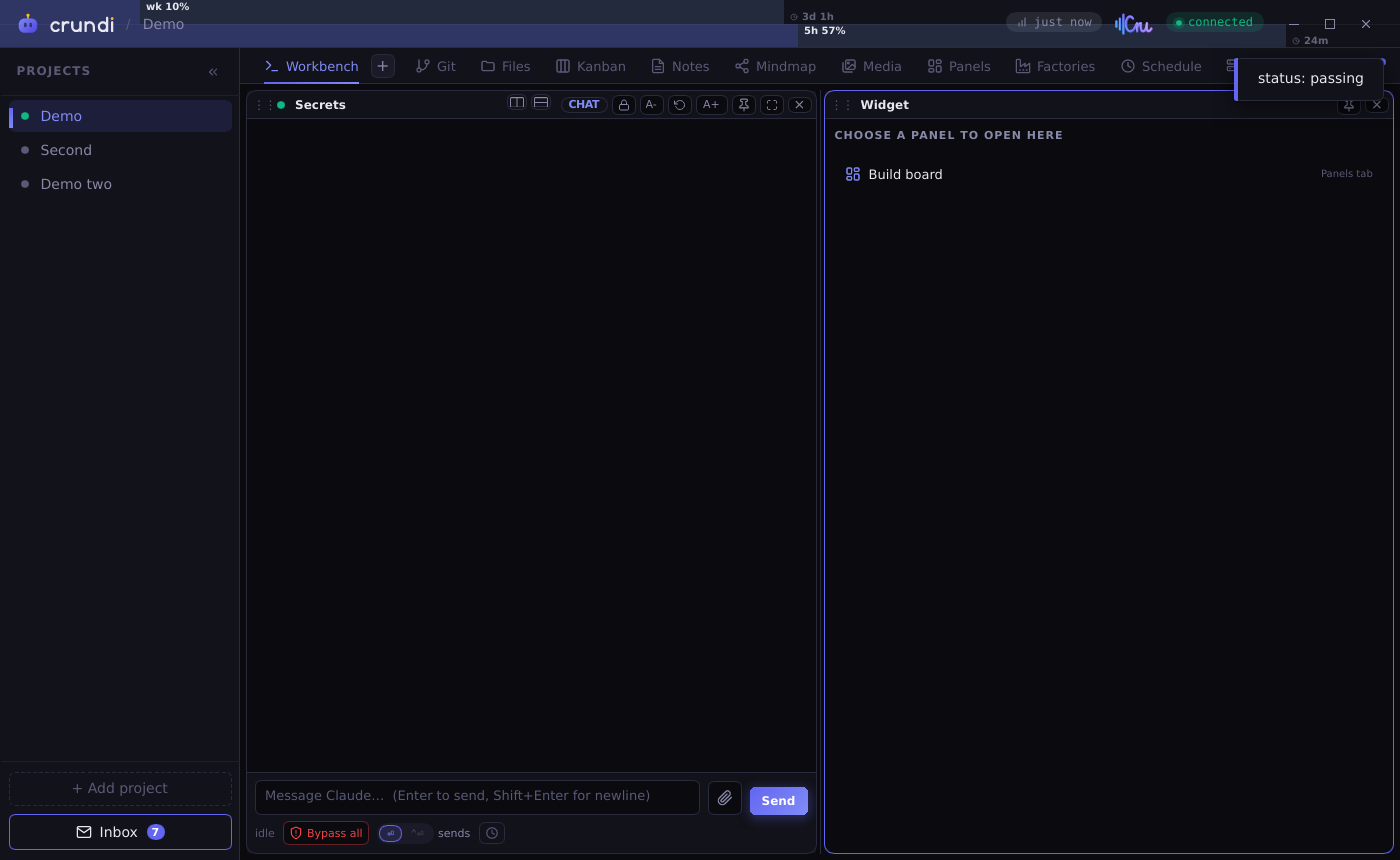 wk 10%
crundi / Demo
3d 1h
5h 57%
just now
Cru
connected
24m
PROJECTS «
Demo
Second
Demo two
+ Add project
Inbox 7
Workbench + Git Files Kanban Notes Mindmap Media Panels Factories Schedule
status: passing
Secrets CHAT A- A+
Widget
CHOOSE A PANEL TO OPEN HERE
Build board Panels tab
Message Claude... (Enter to send, Shift+Enter for newline)
Send
idle Bypass all sends